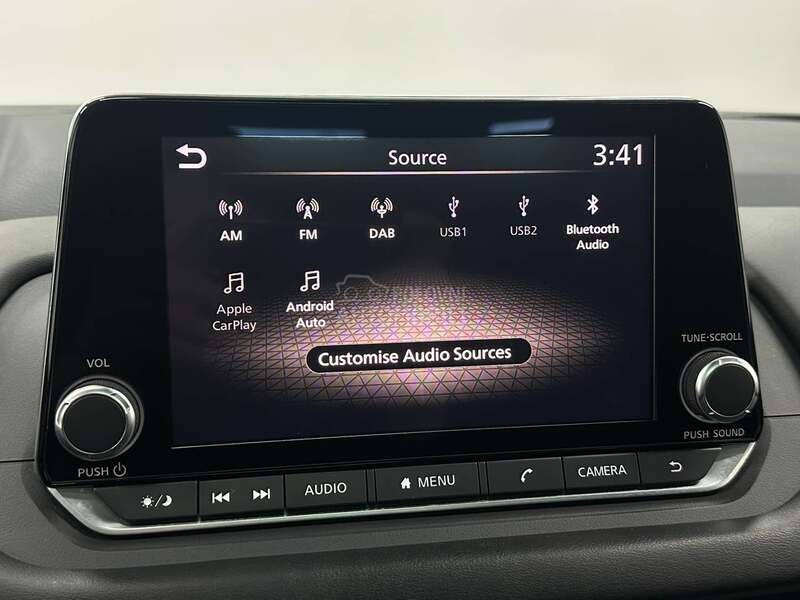 Source
3:41
AM
FM
DAB
USB1
USB2
Bluetooth
Audio
Apple
CarPlay
Android
Auto
Customise Audio Sources
VOL
PUSH
TUNE•SCROLL
PUSH SOUND
AUDIO
MENU
CAMERA